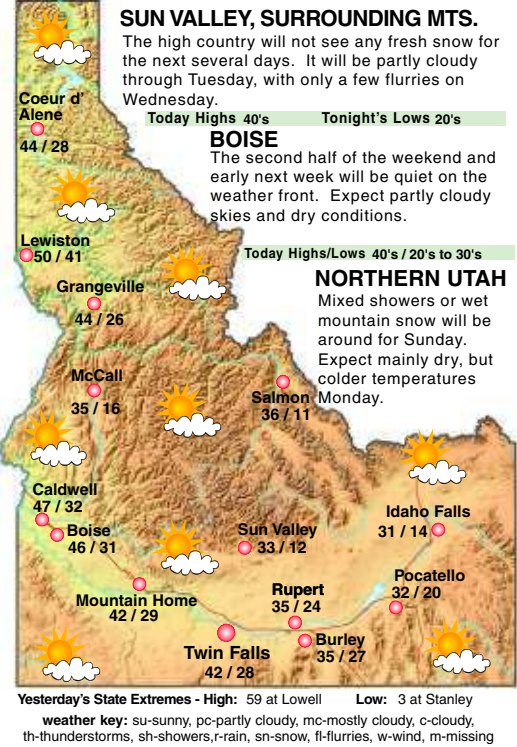 SUN VALLEY, SURROUNDING MTS.
The high country will not see any fresh snow for
the next several days. It will be partly cloudy
through Tuesday, with only a few flurries on
Wednesday.
Today Highs 40's Tonight's Lows 20's
BOISE
The second half of the weekend and
early next week will be quiet on the
weather front. Expect partly cloudy
skies and dry conditions.
Today Highs/Lows 40's / 20's to 30's
NORTHERN UTAH
Mixed showers or wet
mountain snow will be
around for Sunday.
Expect mainly dry, but
colder temperatures
Monday.
Coeur d'
Alene
44 / 28
Lewiston
50 / 41
Grangeville
44 / 26
McCall
35 / 16
Salmon
36 / 11
Caldwell
47 / 32
Boise
46 / 31
Sun Valley
33 / 12
Idaho Falls
31 / 14
Mountain Home
42 / 29
Rupert
35 / 24
Pocatello
32 / 20
Twin Falls
42 / 28
Burley
35 / 27
Yesterday's State Extremes - High: 59 at Lowell Low: 3 at Stanley
weather key: su-sunny, pc-partly cloudy, mc-mostly cloudy, c-cloudy,
th-thunderstorms, sh-showers,r-rain, sn-snow, fl-flurries, w-wind, m-missing